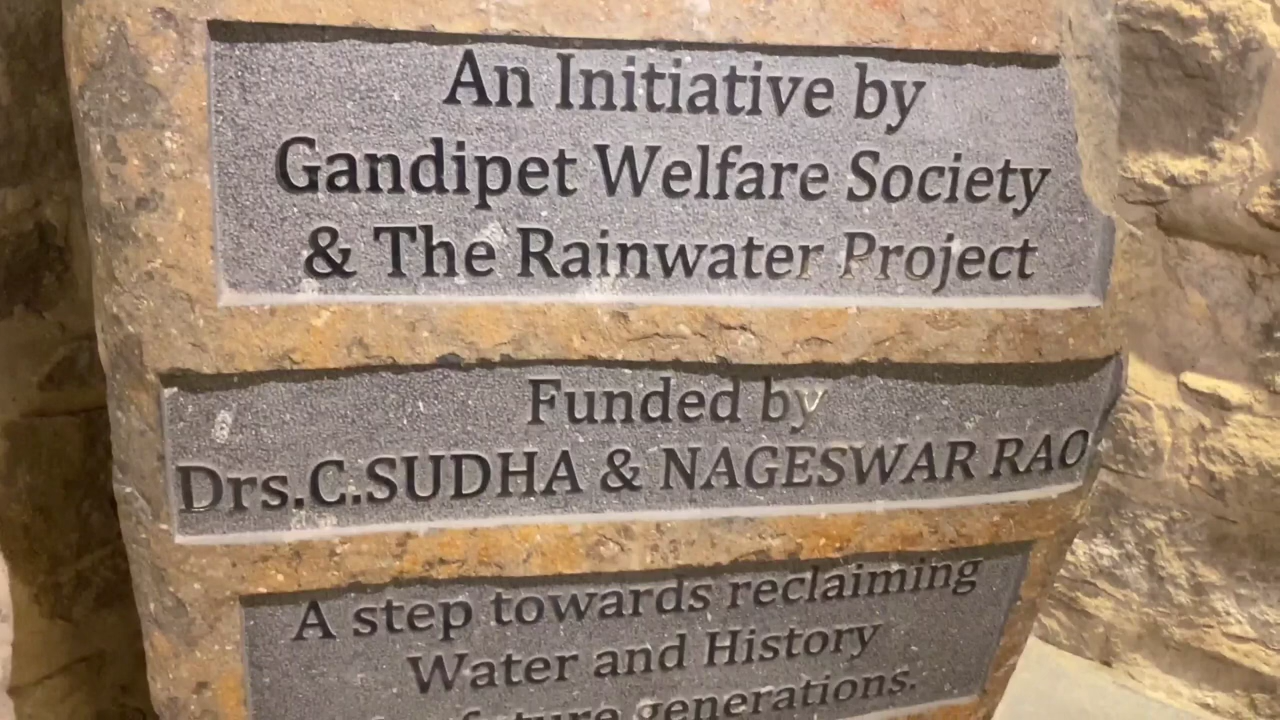 An Initiative by
Gandipet Welfare Society
& The Rainwater Project
Funded by
Drs.C.SUDHA & NAGESWAR RAO
A step towards reclaiming
Water and History
future generations.